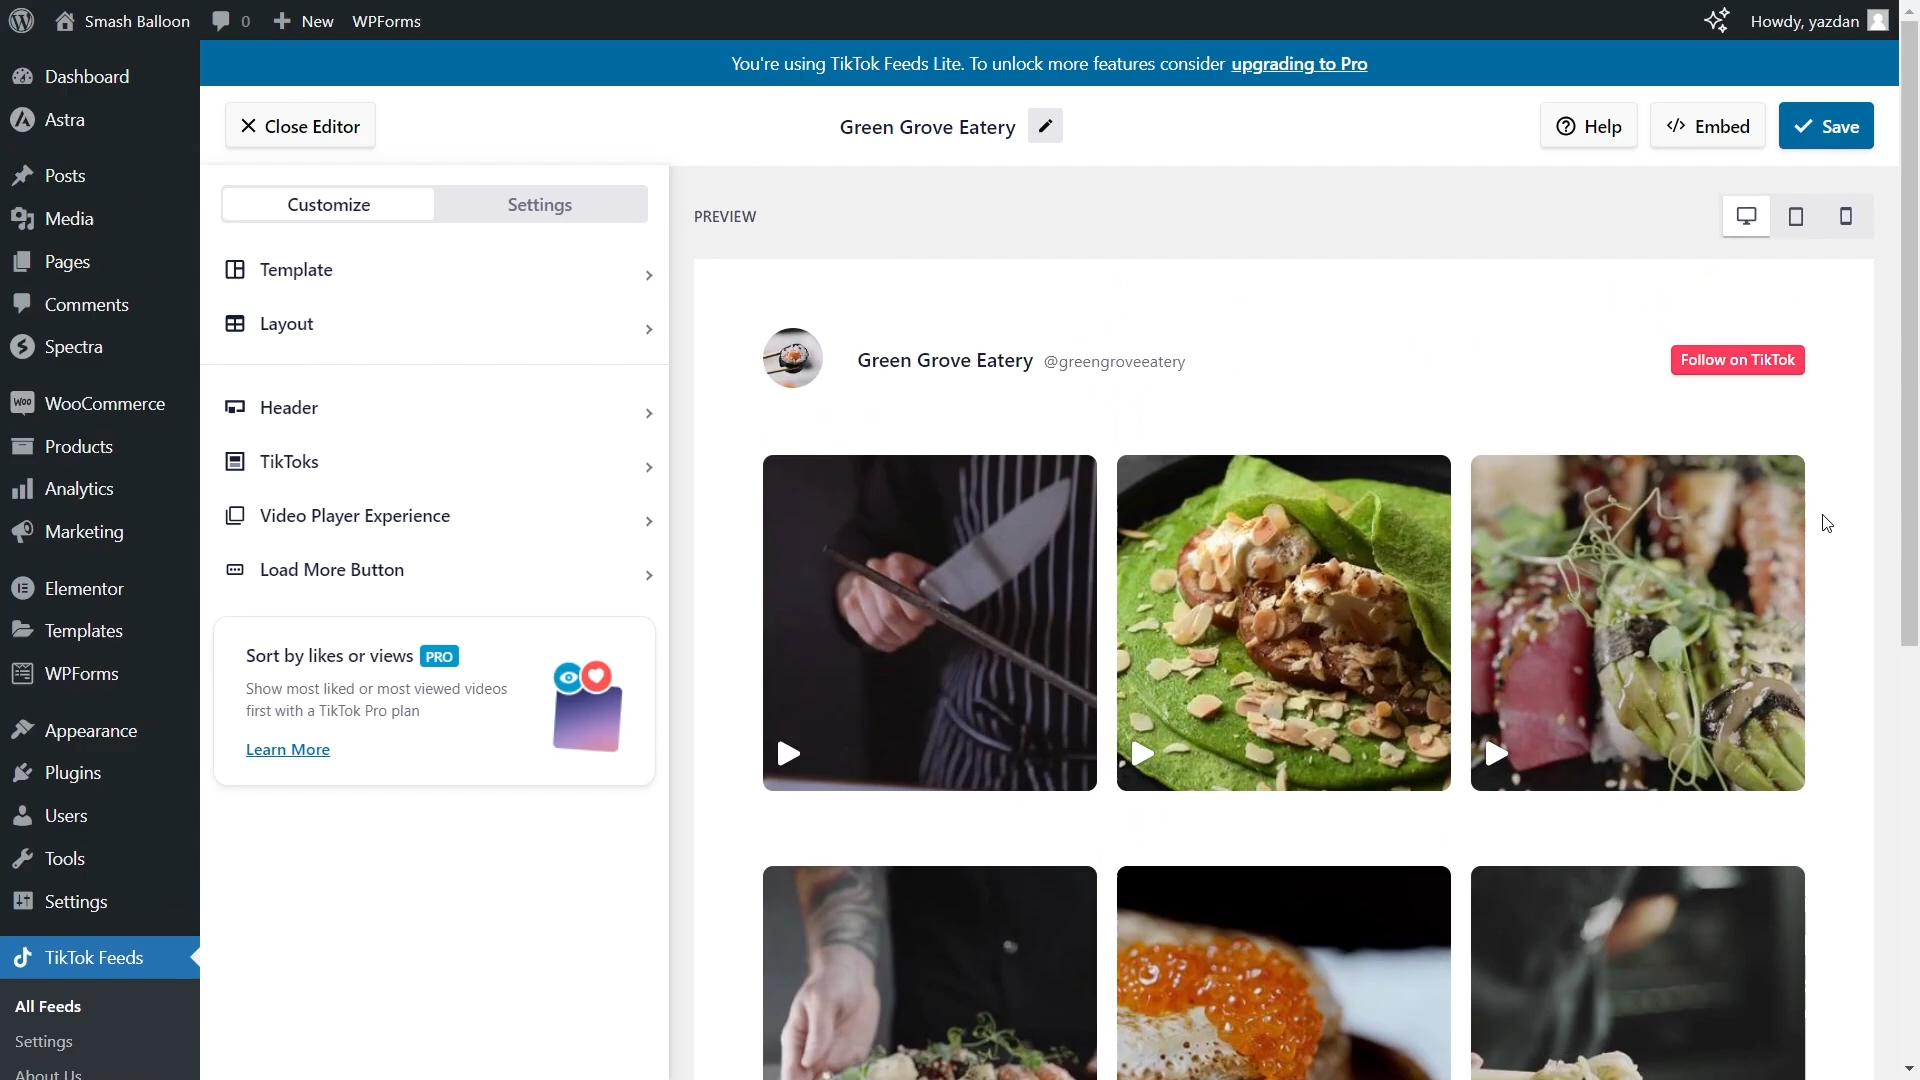 Smash Balloon 0 New WPForms Howdy, yazdan
You're using TikTok Feeds Lite. To unlock more features consider upgrading to Pro
Close Editor Green Grove Eatery Help Embed Save
Dashboard
Astra
Posts
Media
Pages
Comments
Spectra
WooCommerce
Products
Analytics
Marketing
Elementor
Templates
WPForms
Appearance
Plugins
Users
Tools
Settings
TikTok Feeds
All Feeds
Settings
About Us
Customize Settings
Template
Layout
Header
TikToks
Video Player Experience
Load More Button
Sort by likes or views PRO
Show most liked or most viewed videos
first with a TikTok Pro plan
Learn More
PREVIEW
Green Grove Eatery @greengroveeatery Follow on TikTok